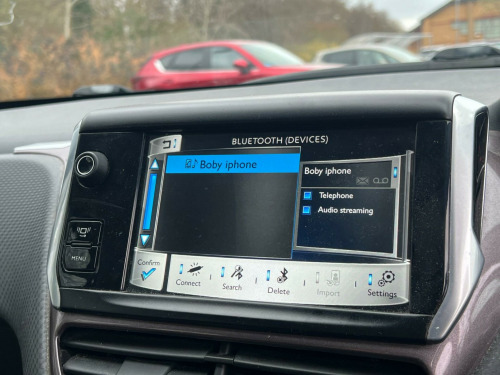 BLUETOOTH (DEVICES)
Boby iphone
Boby iphone
Telephone
Audio streaming
MENU
Confirm
Connect
Search
Delete
Import
Settings